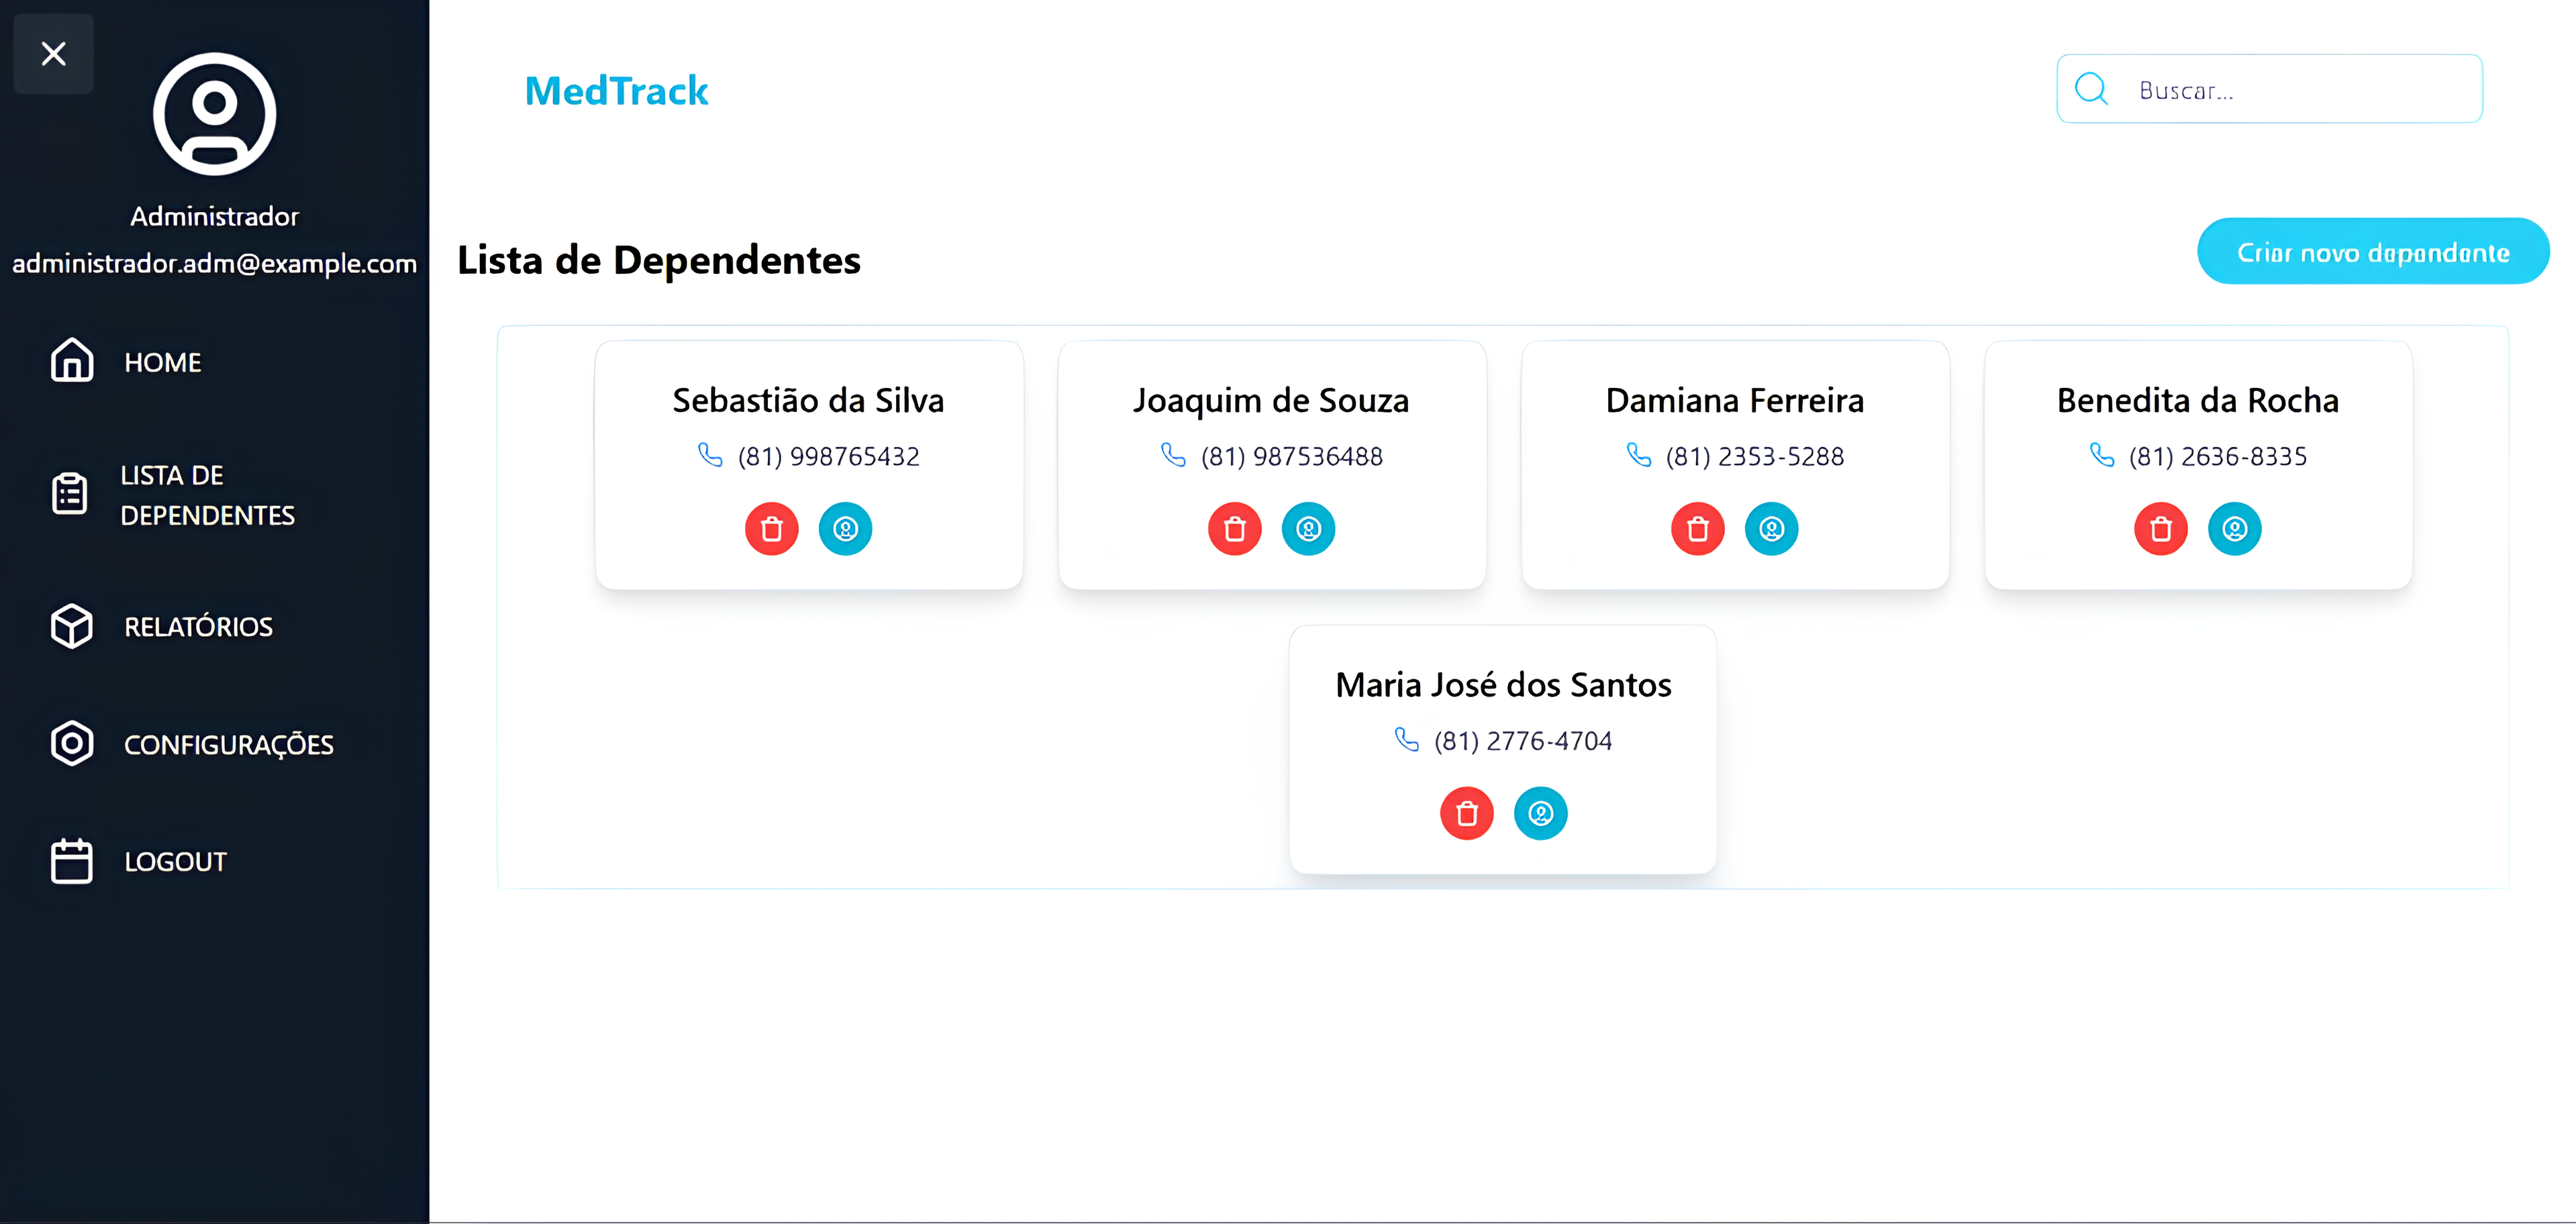 Administrador
administrador.adm@example.com
HOME
LISTA DE
DEPENDENTES
RELATÓRIOS
CONFIGURAÇÕES
LOGOUT
MedTrack
Buscar...
Lista de Dependentes
Criar novo dependente
Sebastião da Silva
(81) 998765432
Joaquim de Souza
(81) 987536488
Damiana Ferreira
(81) 2353-5288
Benedita da Rocha
(81) 2636-8335
Maria José dos Santos
(81) 2776-4704